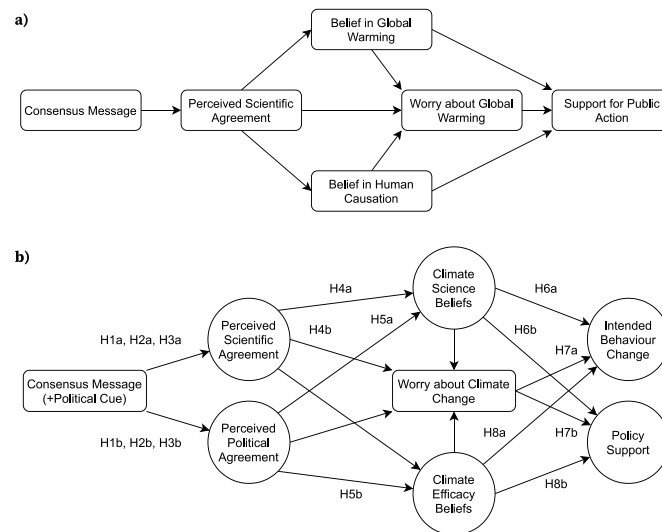 a)
Belief in Global
Warming
Consensus Message
Perceived Scientific
Agreement
Worry about Global
Warming
Support for Public
Action
Belief in Human
Causation
b)
Climate
Science
Beliefs
H4a
H6a
H5a
H4b
H6b
H1a, H2a, H3a
Perceived
Scientific
Agreement
Intended
Behaviour
Change
H7a
Consensus Message
(+Political Cue)
Worry about Climate
Change
H1b, H2b, H3b
Perceived
Political
Agreement
H8a
H7b
Policy
Support
H5b
Climate
Efficacy
Beliefs
H8b